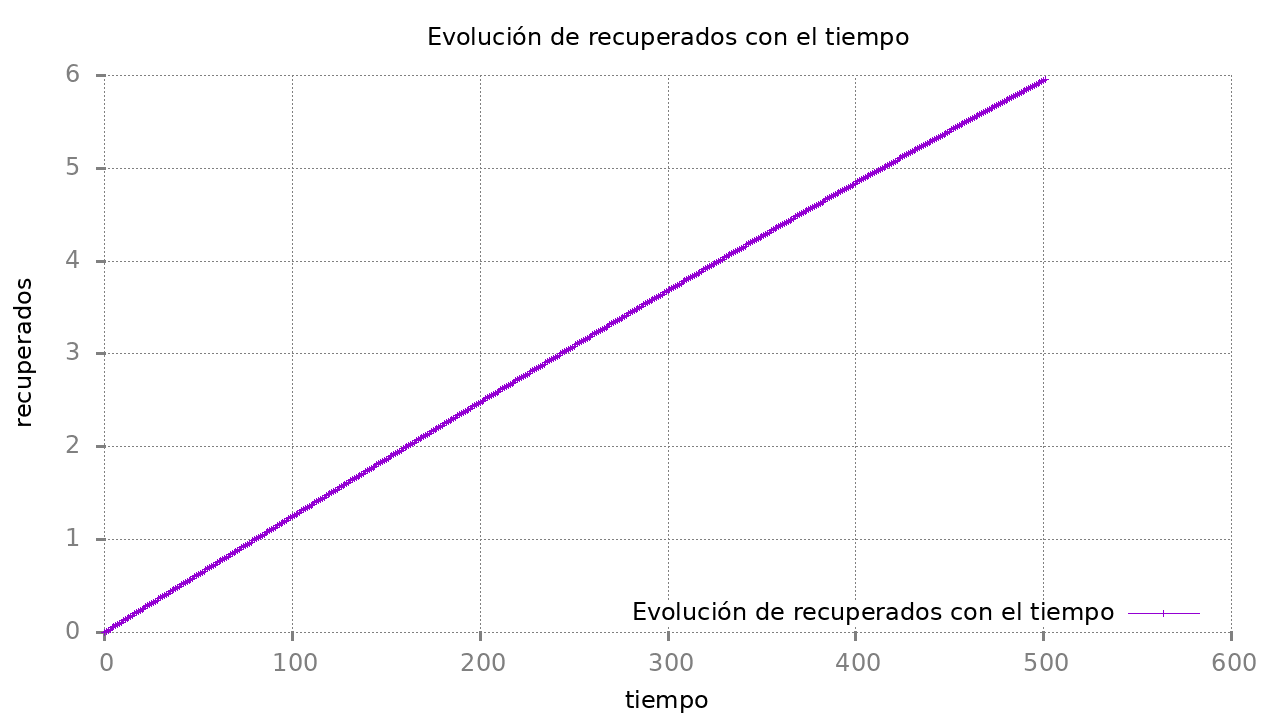 Evolución de recuperados con el tiempo
6
5
4
3
2
1
0
recuperados
Evolución de recuperados con el tiempo
0 100 200 300 400 500 600
tiempo